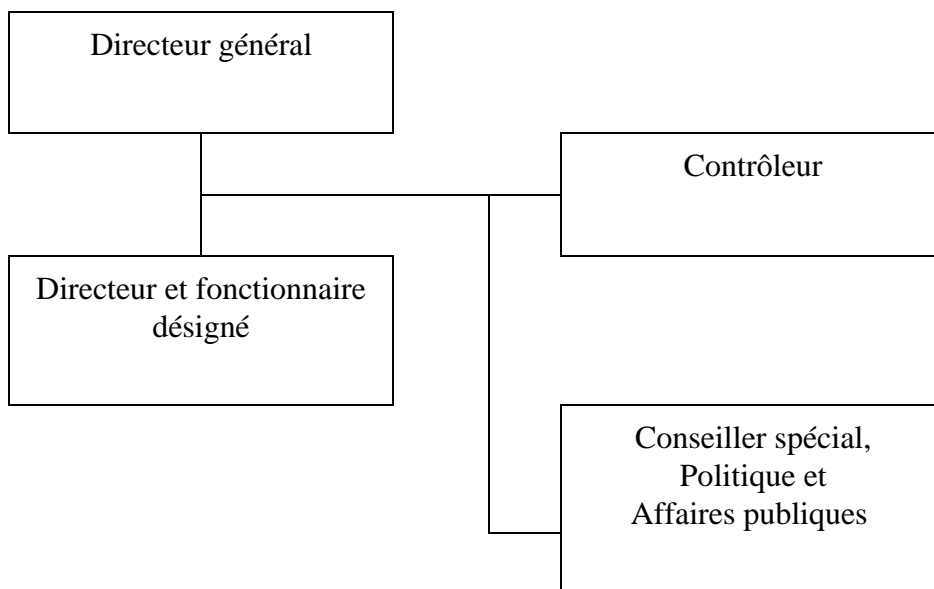 Directeur général
Contrôleur
Directeur et fonctionnaire
désigné
Conseiller spécial,
Politique et
Affaires publiques